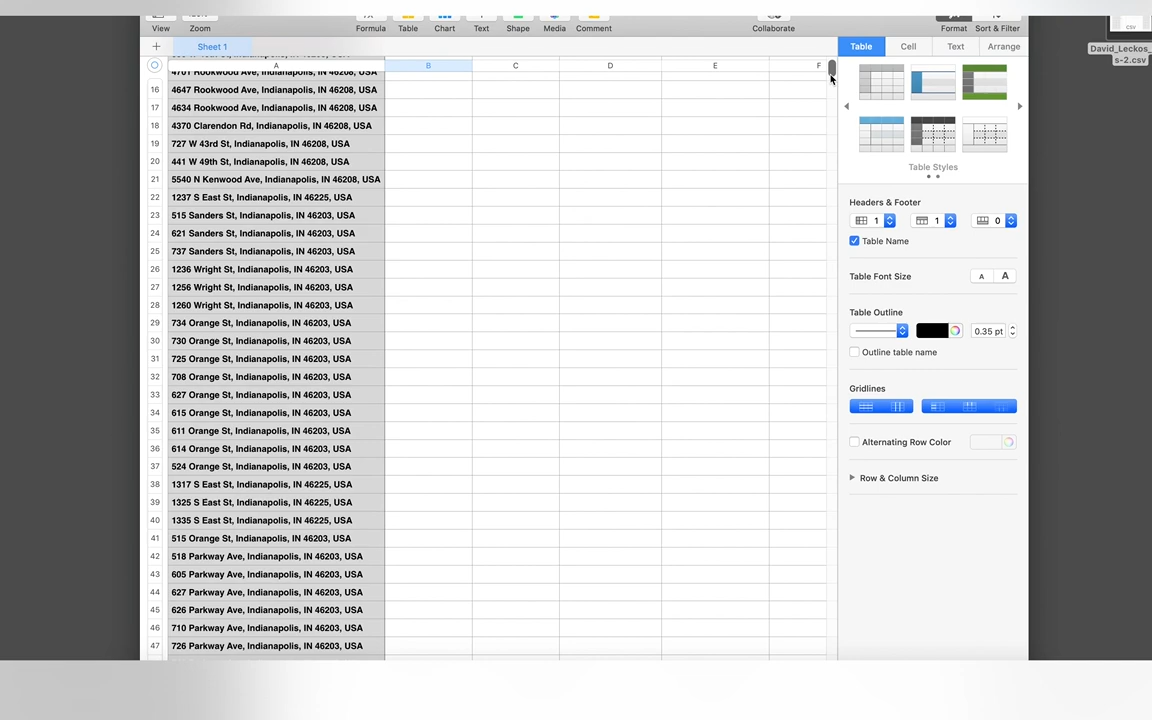 View Zoom Formula Table Chart Text Shape Media Comment Collaborate Format Sort & Filter
CSV
+ Sheet 1
Table Cell Text Arrange
David_Leckos_
s-2.csv
A B C D E F
4701 Rookwood Ave, Indianapolis, IN 46208, USA
16 4647 Rookwood Ave, Indianapolis, IN 46208, USA
17 4634 Rookwood Ave, Indianapolis, IN 46208, USA
18 4370 Clarendon Rd, Indianapolis, IN 46208, USA
19 727 W 43rd St, Indianapolis, IN 46208, USA
20 441 W 49th St, Indianapolis, IN 46208, USA
21 5540 N Kenwood Ave, Indianapolis, IN 46208, USA
22 1237 S East St, Indianapolis, IN 46225, USA
23 515 Sanders St, Indianapolis, IN 46203, USA
24 621 Sanders St, Indianapolis, IN 46203, USA
25 737 Sanders St, Indianapolis, IN 46203, USA
26 1236 Wright St, Indianapolis, IN 46203, USA
27 1256 Wright St, Indianapolis, IN 46203, USA
28 1260 Wright St, Indianapolis, IN 46203, USA
29 734 Orange St, Indianapolis, IN 46203, USA
30 730 Orange St, Indianapolis, IN 46203, USA
31 725 Orange St, Indianapolis, IN 46203, USA
32 708 Orange St, Indianapolis, IN 46203, USA
33 627 Orange St, Indianapolis, IN 46203, USA
34 615 Orange St, Indianapolis, IN 46203, USA
35 611 Orange St, Indianapolis, IN 46203, USA
36 614 Orange St, Indianapolis, IN 46203, USA
37 524 Orange St, Indianapolis, IN 46203, USA
38 1317 S East St, Indianapolis, IN 46225, USA
39 1325 S East St, Indianapolis, IN 46225, USA
40 1335 S East St, Indianapolis, IN 46225, USA
41 515 Orange St, Indianapolis, IN 46203, USA
42 518 Parkway Ave, Indianapolis, IN 46203, USA
43 605 Parkway Ave, Indianapolis, IN 46203, USA
44 627 Parkway Ave, Indianapolis, IN 46203, USA
45 626 Parkway Ave, Indianapolis, IN 46203, USA
46 710 Parkway Ave, Indianapolis, IN 46203, USA
47 726 Parkway Ave, Indianapolis, IN 46203, USA
Table Styles
Headers & Footer
1 1 0
Table Name
Table Font Size A A
Table Outline
0.35 pt
Outline table name
Gridlines
Alternating Row Color
Row & Column Size